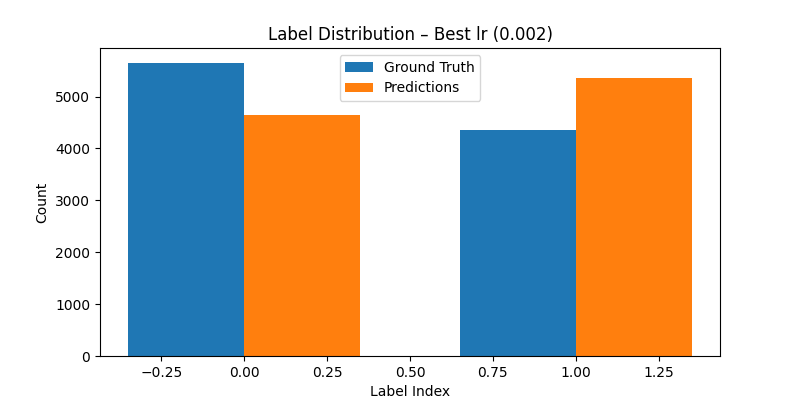 Label Distribution – Best lr (0.002)
Ground Truth
Predictions
Count
5000
4000
3000
2000
1000
0
−0.25 0.00 0.25 0.50 0.75 1.00 1.25
Label Index